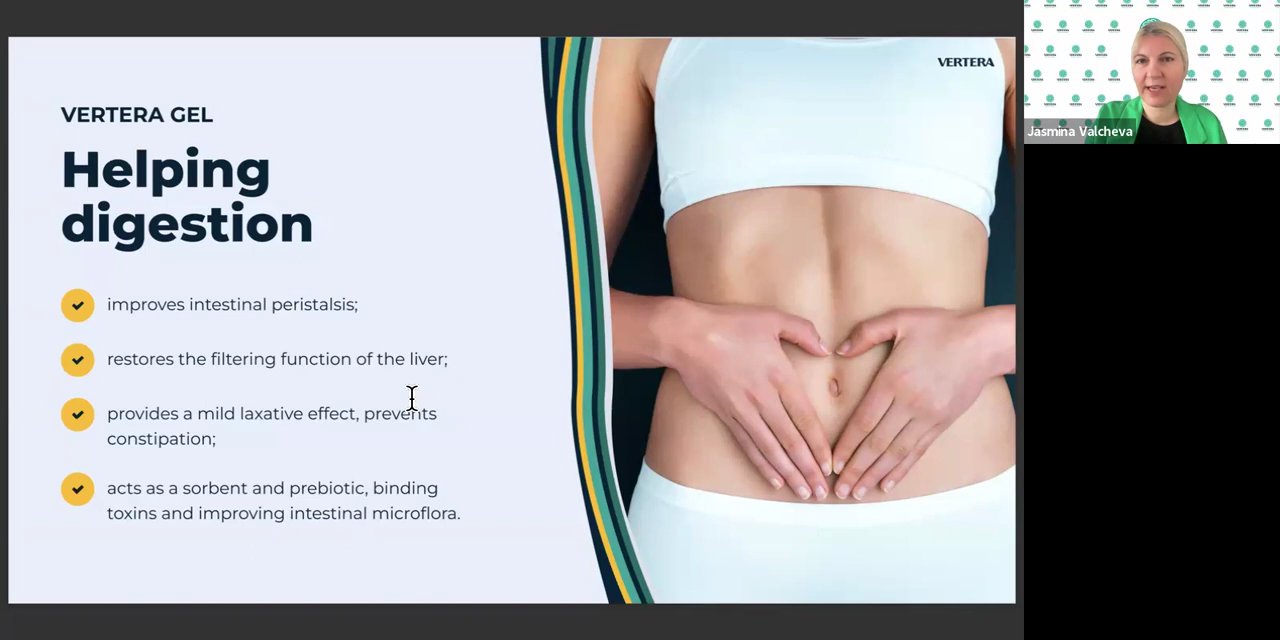 VERTERA GEL
Helping
digestion
improves intestinal peristalsis;
restores the filtering function of the liver;
provides a mild laxative effect, prevents
constipation;
acts as a sorbent and prebiotic, binding
toxins and improving intestinal microflora.
VERTERA
Jasmina Valcheva